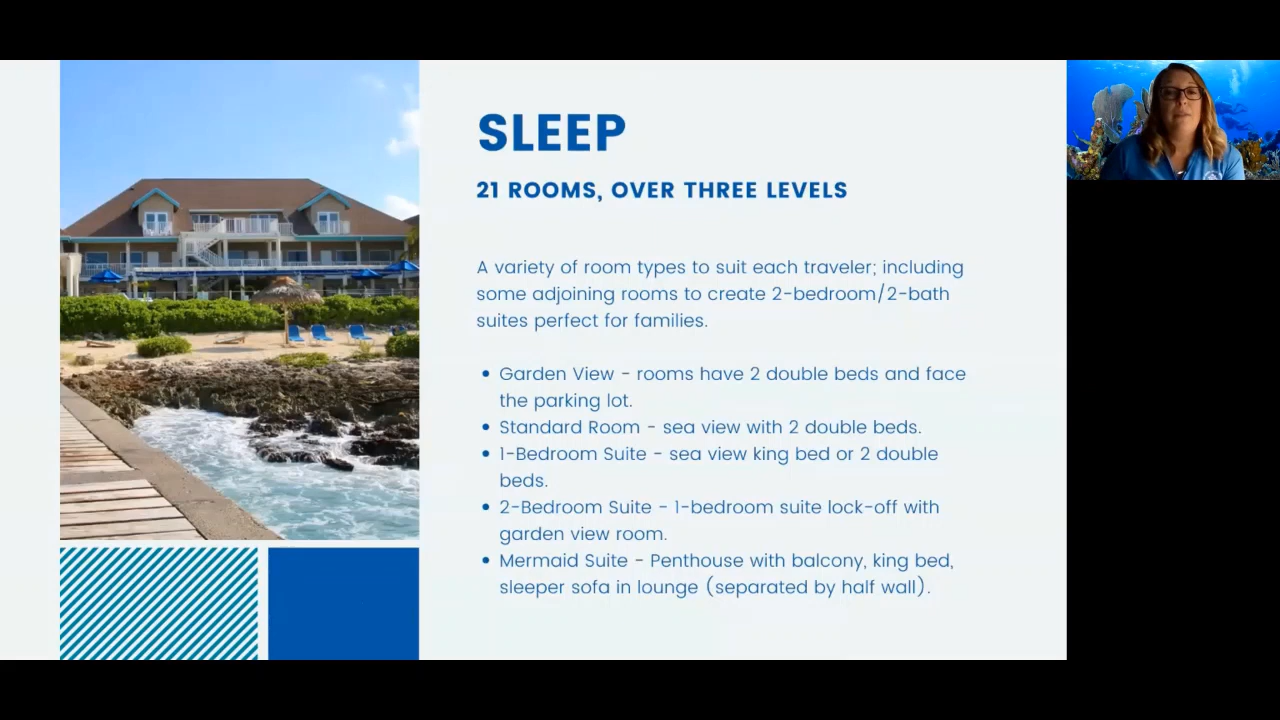 SLEEP
21 ROOMS, OVER THREE LEVELS
A variety of room types to suit each traveler; including
some adjoining rooms to create 2-bedroom/2-bath
suites perfect for families.
• Garden View - rooms have 2 double beds and face
the parking lot.
• Standard Room - sea view with 2 double beds.
• 1-Bedroom Suite - sea view king bed or 2 double
beds.
• 2-Bedroom Suite - 1-bedroom suite lock-off with
garden view room.
• Mermaid Suite - Penthouse with balcony, king bed,
sleeper sofa in lounge (separated by half wall).